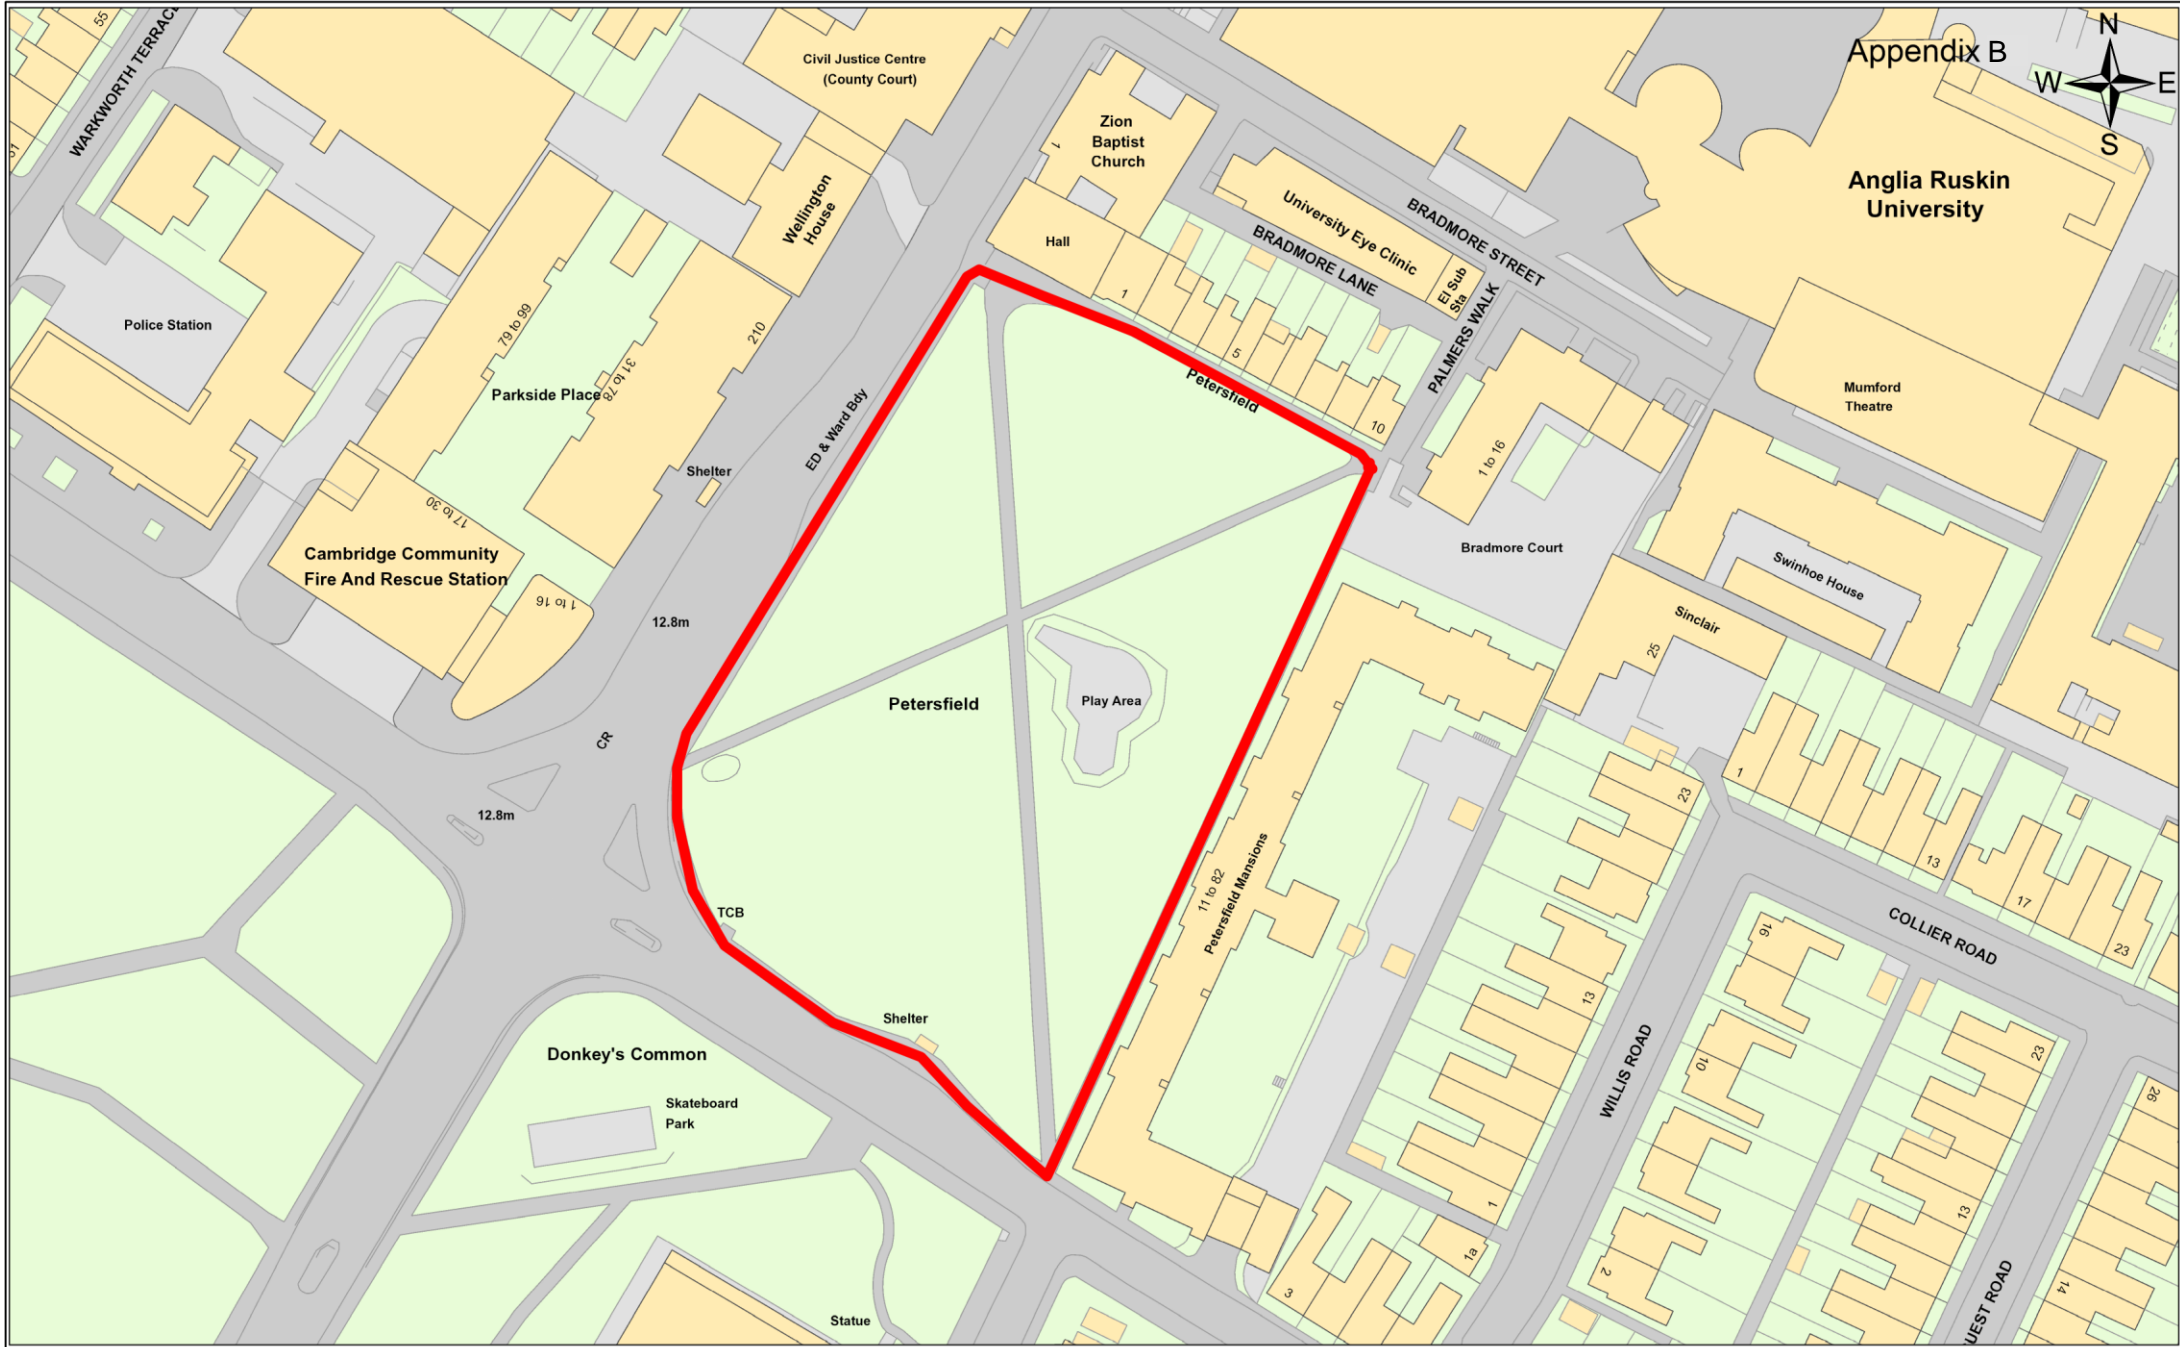 55
WARKWORTH TERRACE
61
Civil Justice Centre
(County Court)
Appendix B
N
W
E
S
Zion
Baptist
Church
1
Wellington
House
Anglia Ruskin
University
University Eye Clinic
BRADMORE STREET
BRADMORE LANE
El Sub
Sta
Hall
1
5
10
Petersfield
PALMERS WALK
Police Station
79 to 99
210
31 to 78
Parkside Place
ED & Ward Bdy
Mumford
Theatre
Shelter
1 to 16
17 to 30
Cambridge Community
Fire And Rescue Station
1 to 16
Bradmore Court
Swinhoe House
Sinclair
25
12.8m
CR
Petersfield
Play Area
12.8m
1
23
13
17
23
COLLIER ROAD
11 to 82
Petersfield Mansions
TCB
Shelter
16
13
Donkey's Common
Skateboard
Park
WILLIS ROAD
10
23
26
1
13
1a
3
2
14
Statue
UEST ROAD